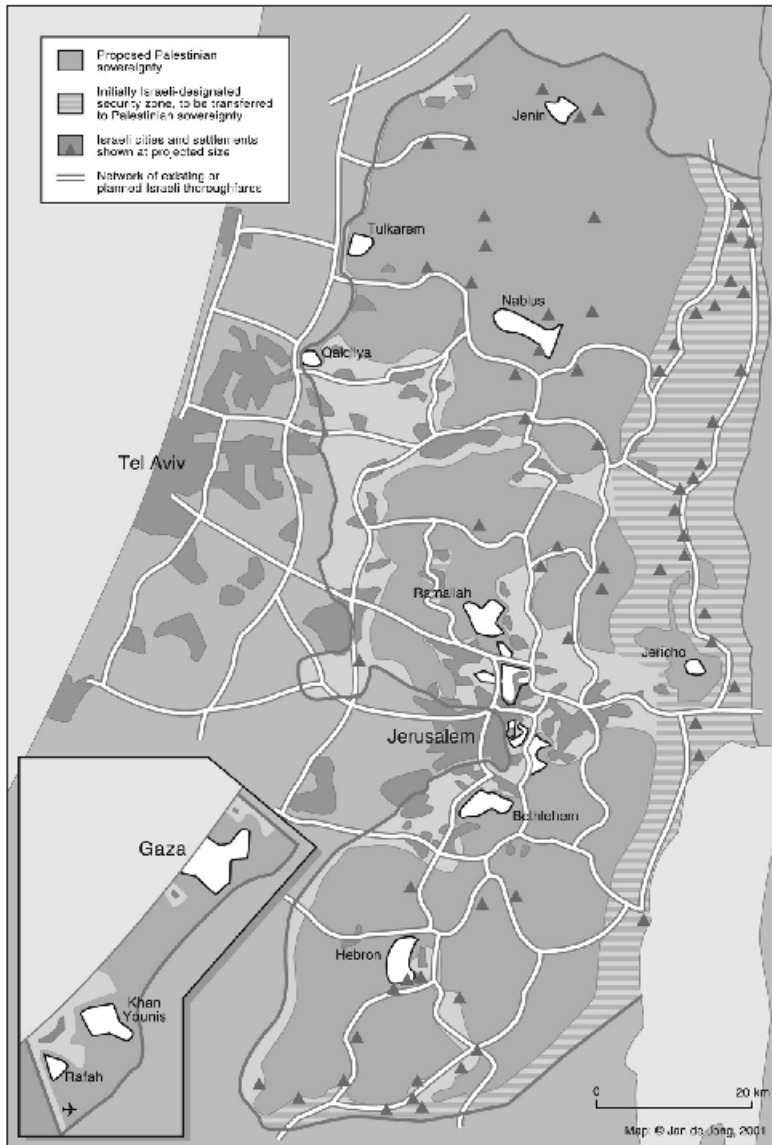 Proposed Palestinian
sovereignty
Initially Israeli-designated
security zone, to be transferred
to Palestinian sovereignty
Israeli cities and settlements
shown at projected size
Network of existing or
planned Israeli thoroughfares
Jenin
Tulkarem
Nablus
Qalqilya
Tel Aviv
Ramallah
Jericho
Jerusalem
Bethlehem
Gaza
Hebron
Khan
Younis
Rafah
0 20 km
Map: © Jan de Jong, 2001